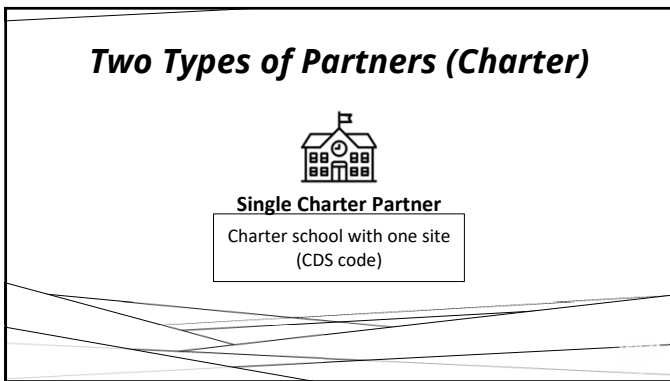 Two Types of Partners (Charter)
Single Charter Partner
Charter school with one site
(CDS code)